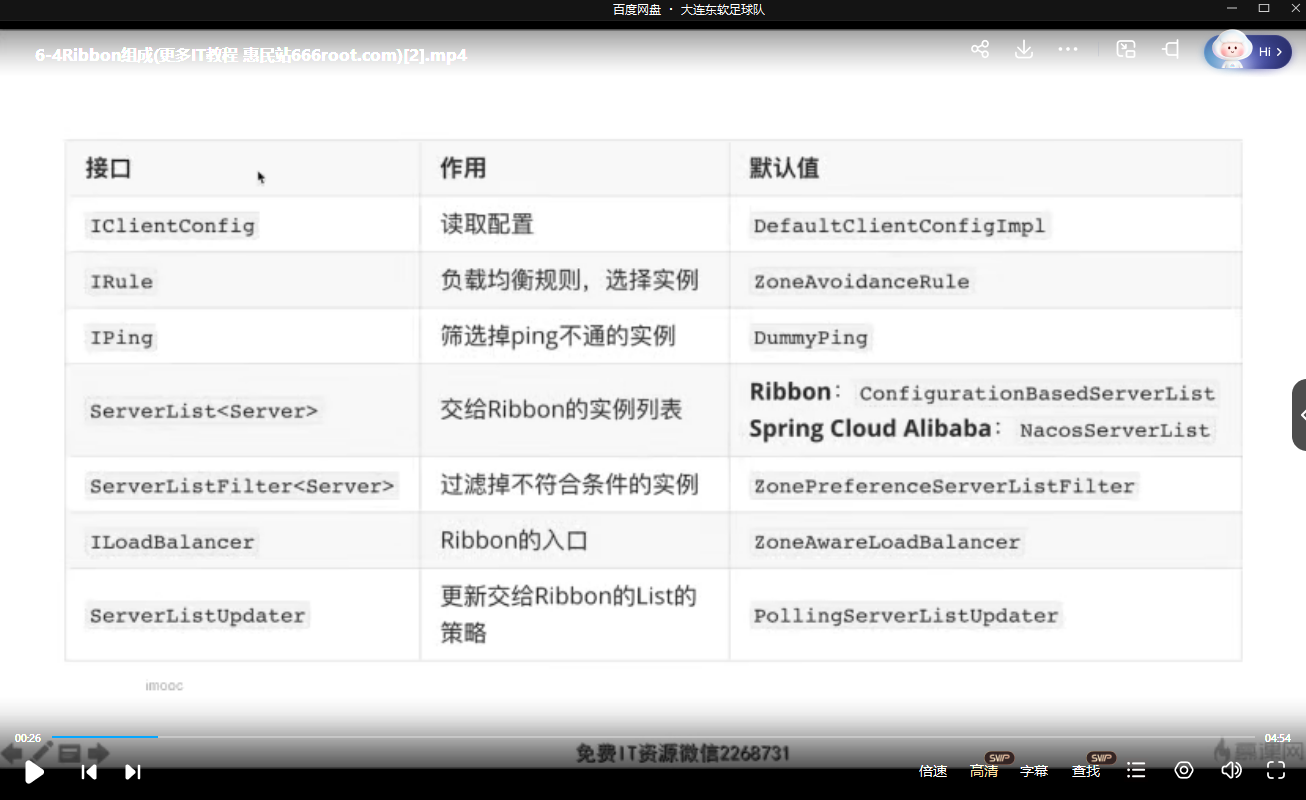 百度网盘 · 大连东软足球队
6-4Ribbon组成(更多IT教程 惠民站666root.com)[2].mp4
Hi
接口 作用 默认值
IClientConfig 读取配置 DefaultClientConfigImpl
IRule 负载均衡规则，选择实例 ZoneAvoidanceRule
IPing 筛选掉ping不通的实例 DummyPing
ServerList<Server> 交给Ribbon的实例列表 Ribbon： ConfigurationBasedServerList
Spring Cloud Alibaba： NacosServerList
ServerListFilter<Server> 过滤掉不符合条件的实例 ZonePreferenceServerListFilter
ILoadBalancer Ribbon的入口 ZoneAwareLoadBalancer
ServerListUpdater 更新交给Ribbon的List的
策略 PollingServerListUpdater
imooc
00:26 04:54
免费IT资源微信2268731 慕课网
倍速 高清 SVIP 字幕 查找 SVIP